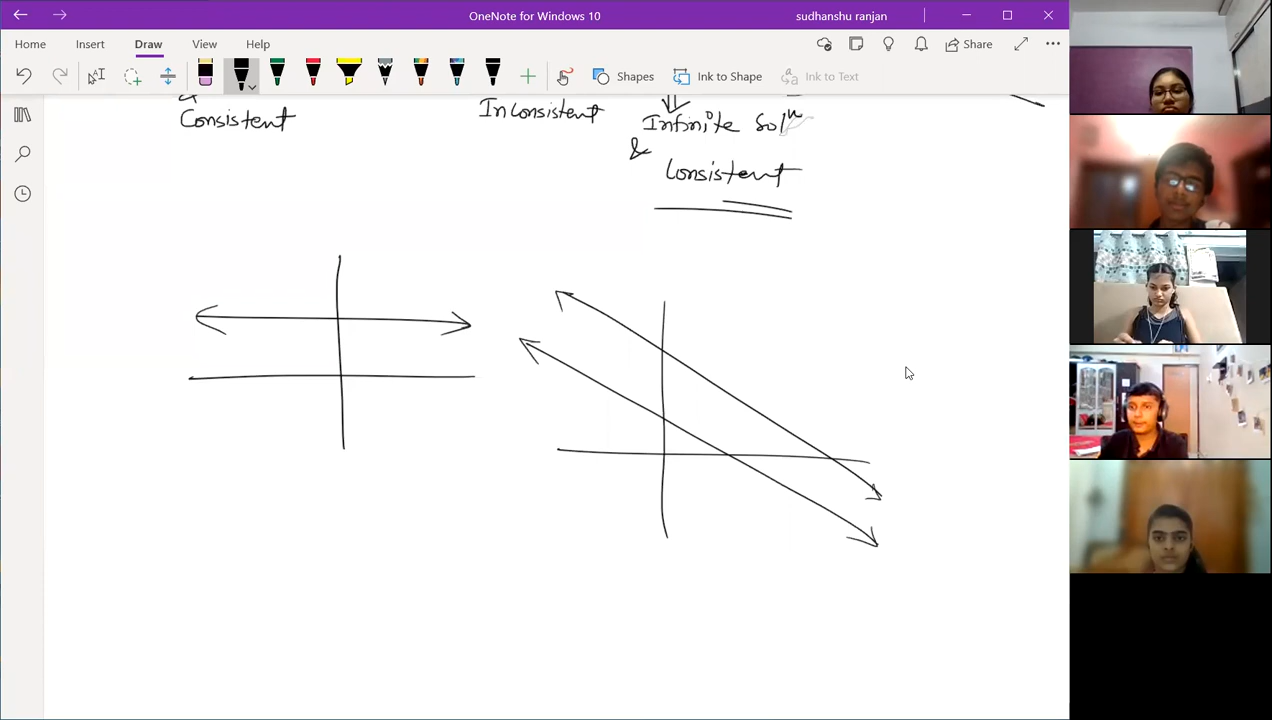 OneNote for Windows 10
sudhanshu ranjan
Home Insert Draw View Help
Share
Shapes Ink to Shape Ink to Text
&
Consistent
Inconsistent
Infinite Solⁿ
&
Consistent